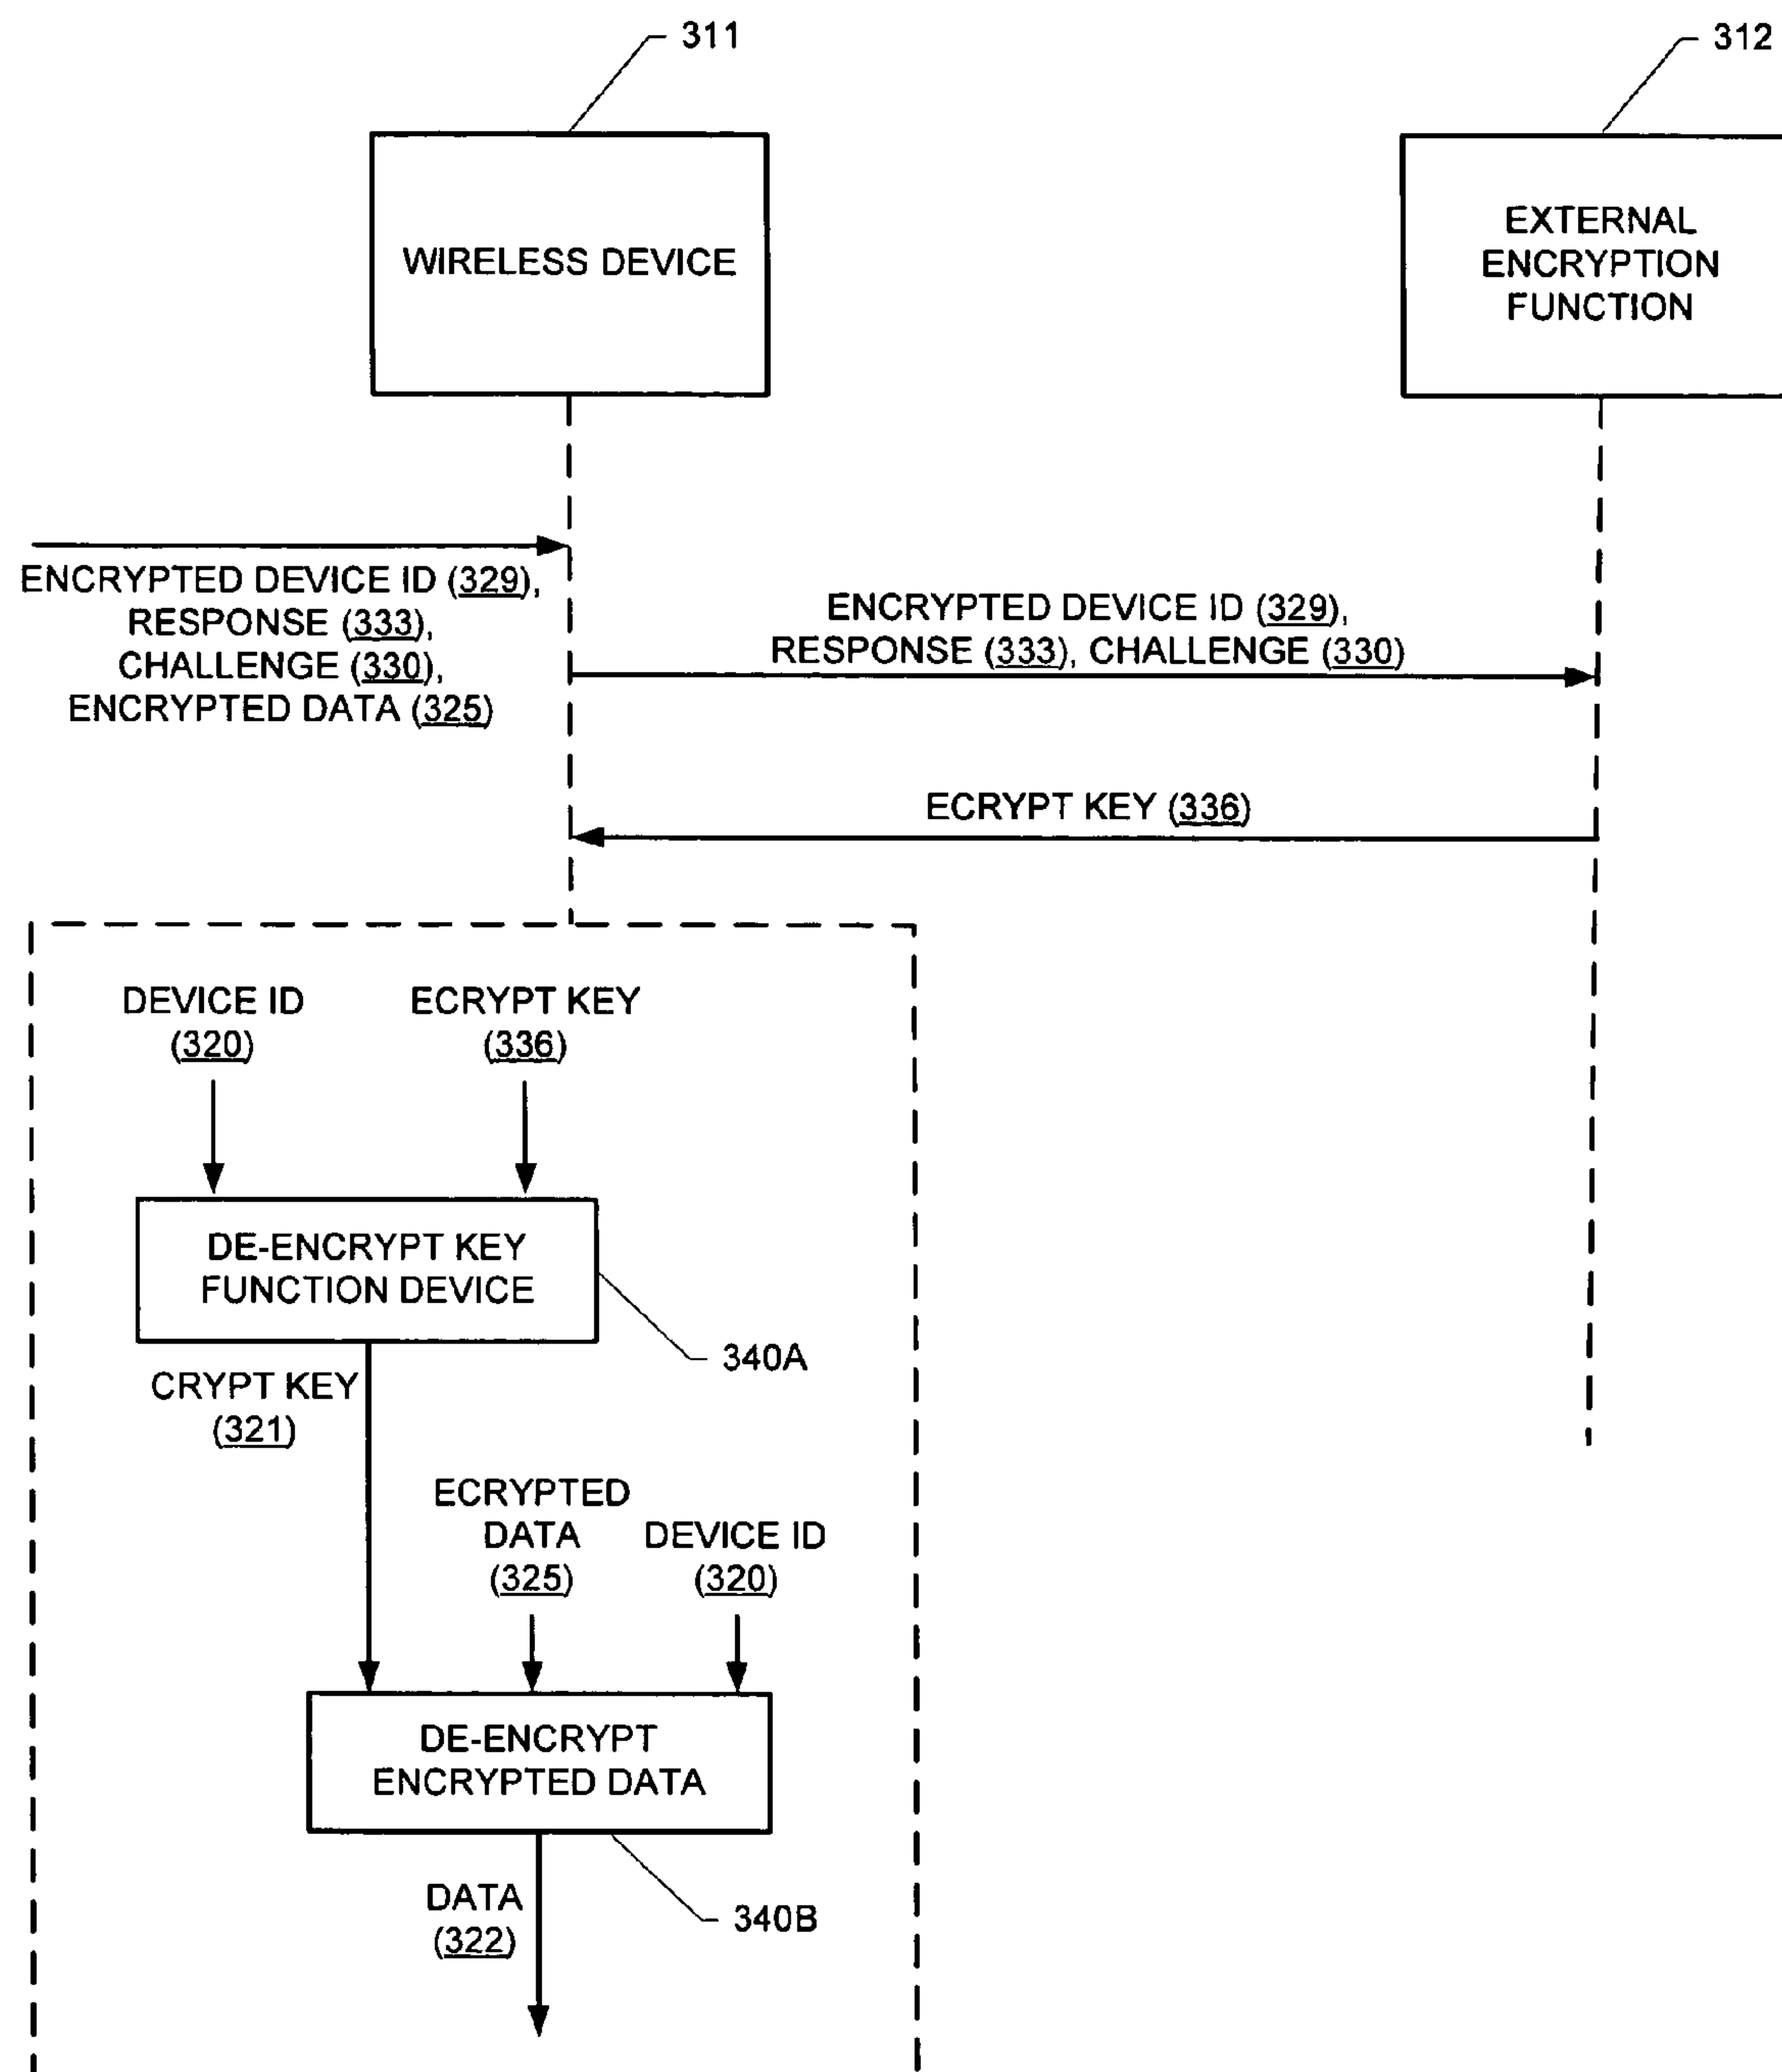 311
312
WIRELESS DEVICE
EXTERNAL
ENCRYPTION
FUNCTION
ENCRYPTED DEVICE ID (329),
RESPONSE (333),
CHALLENGE (330),
ENCRYPTED DATA (325)
ENCRYPTED DEVICE ID (329),
RESPONSE (333), CHALLENGE (330)
ECRYPT KEY (336)
DEVICE ID
(320)
ECRYPT KEY
(336)
DE-ENCRYPT KEY
FUNCTION DEVICE
340A
CRYPT KEY
(321)
ECRYPTED
DATA
(325)
DEVICE ID
(320)
DE-ENCRYPT
ENCRYPTED DATA
340B
DATA
(322)